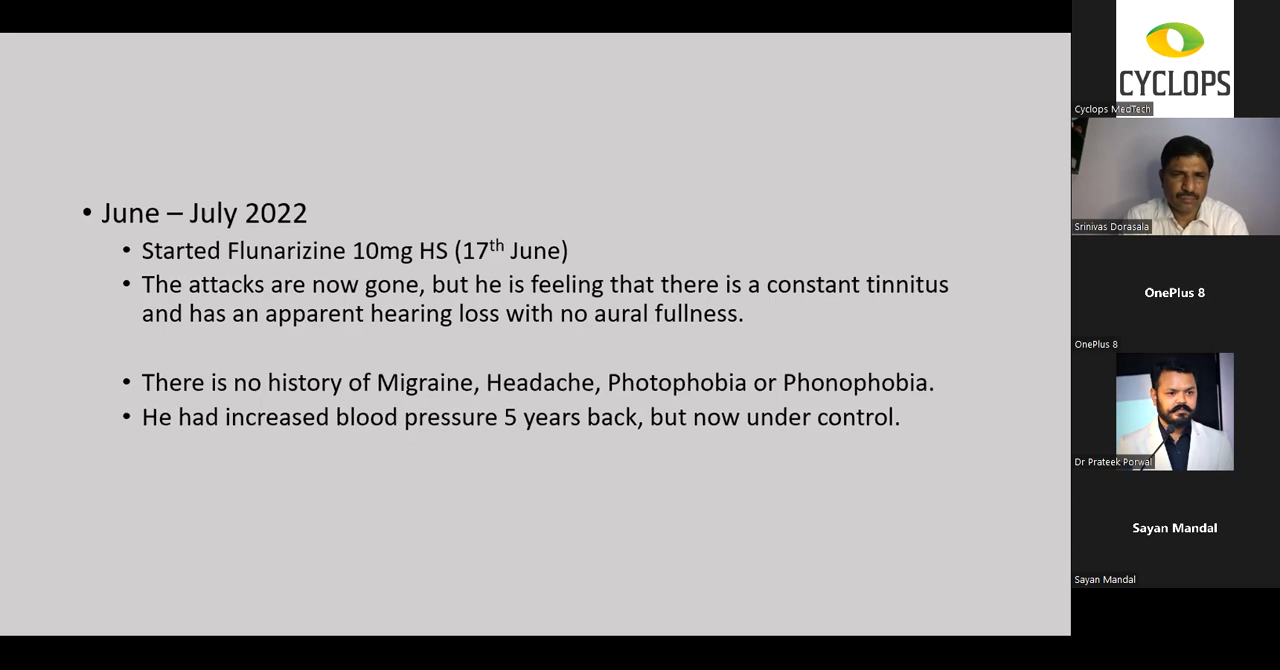 • June – July 2022
• Started Flunarizine 10mg HS (17th June)
• The attacks are now gone, but he is feeling that there is a constant tinnitus
and has an apparent hearing loss with no aural fullness.
• There is no history of Migraine, Headache, Photophobia or Phonophobia.
• He had increased blood pressure 5 years back, but now under control.
CYCLOPS
Cyclops MedTech
Srinivas Dorasala
OnePlus 8
OnePlus 8
Dr Prateek Porwal
Sayan Mandal
Sayan Mandal